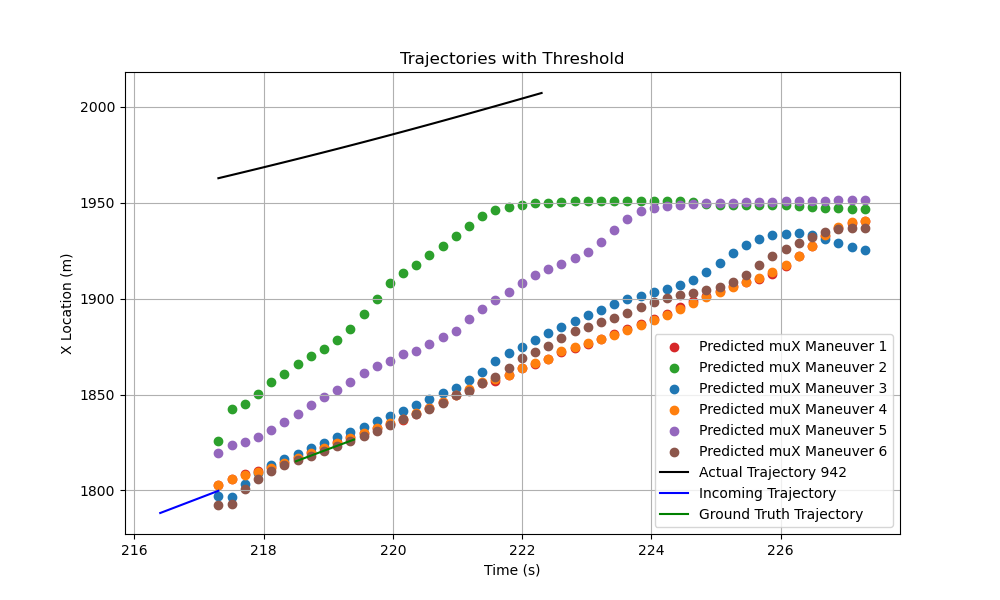 Trajectories with Threshold
X Location (m)
2000
1950
1900
1850
1800
216
218
220
222
224
226
Time (s)
Predicted muX Maneuver 1
Predicted muX Maneuver 2
Predicted muX Maneuver 3
Predicted muX Maneuver 4
Predicted muX Maneuver 5
Predicted muX Maneuver 6
Actual Trajectory 942
Incoming Trajectory
Ground Truth Trajectory